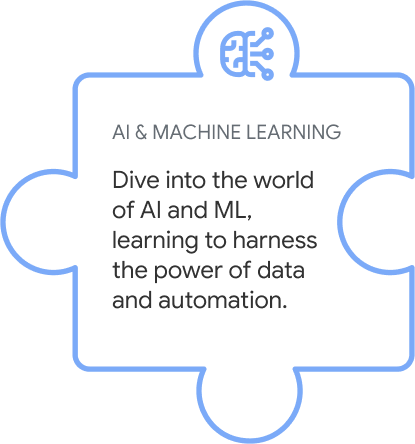 AI & MACHINE LEARNING
Dive into the world
of AI and ML,
learning to harness
the power of data
and automation.